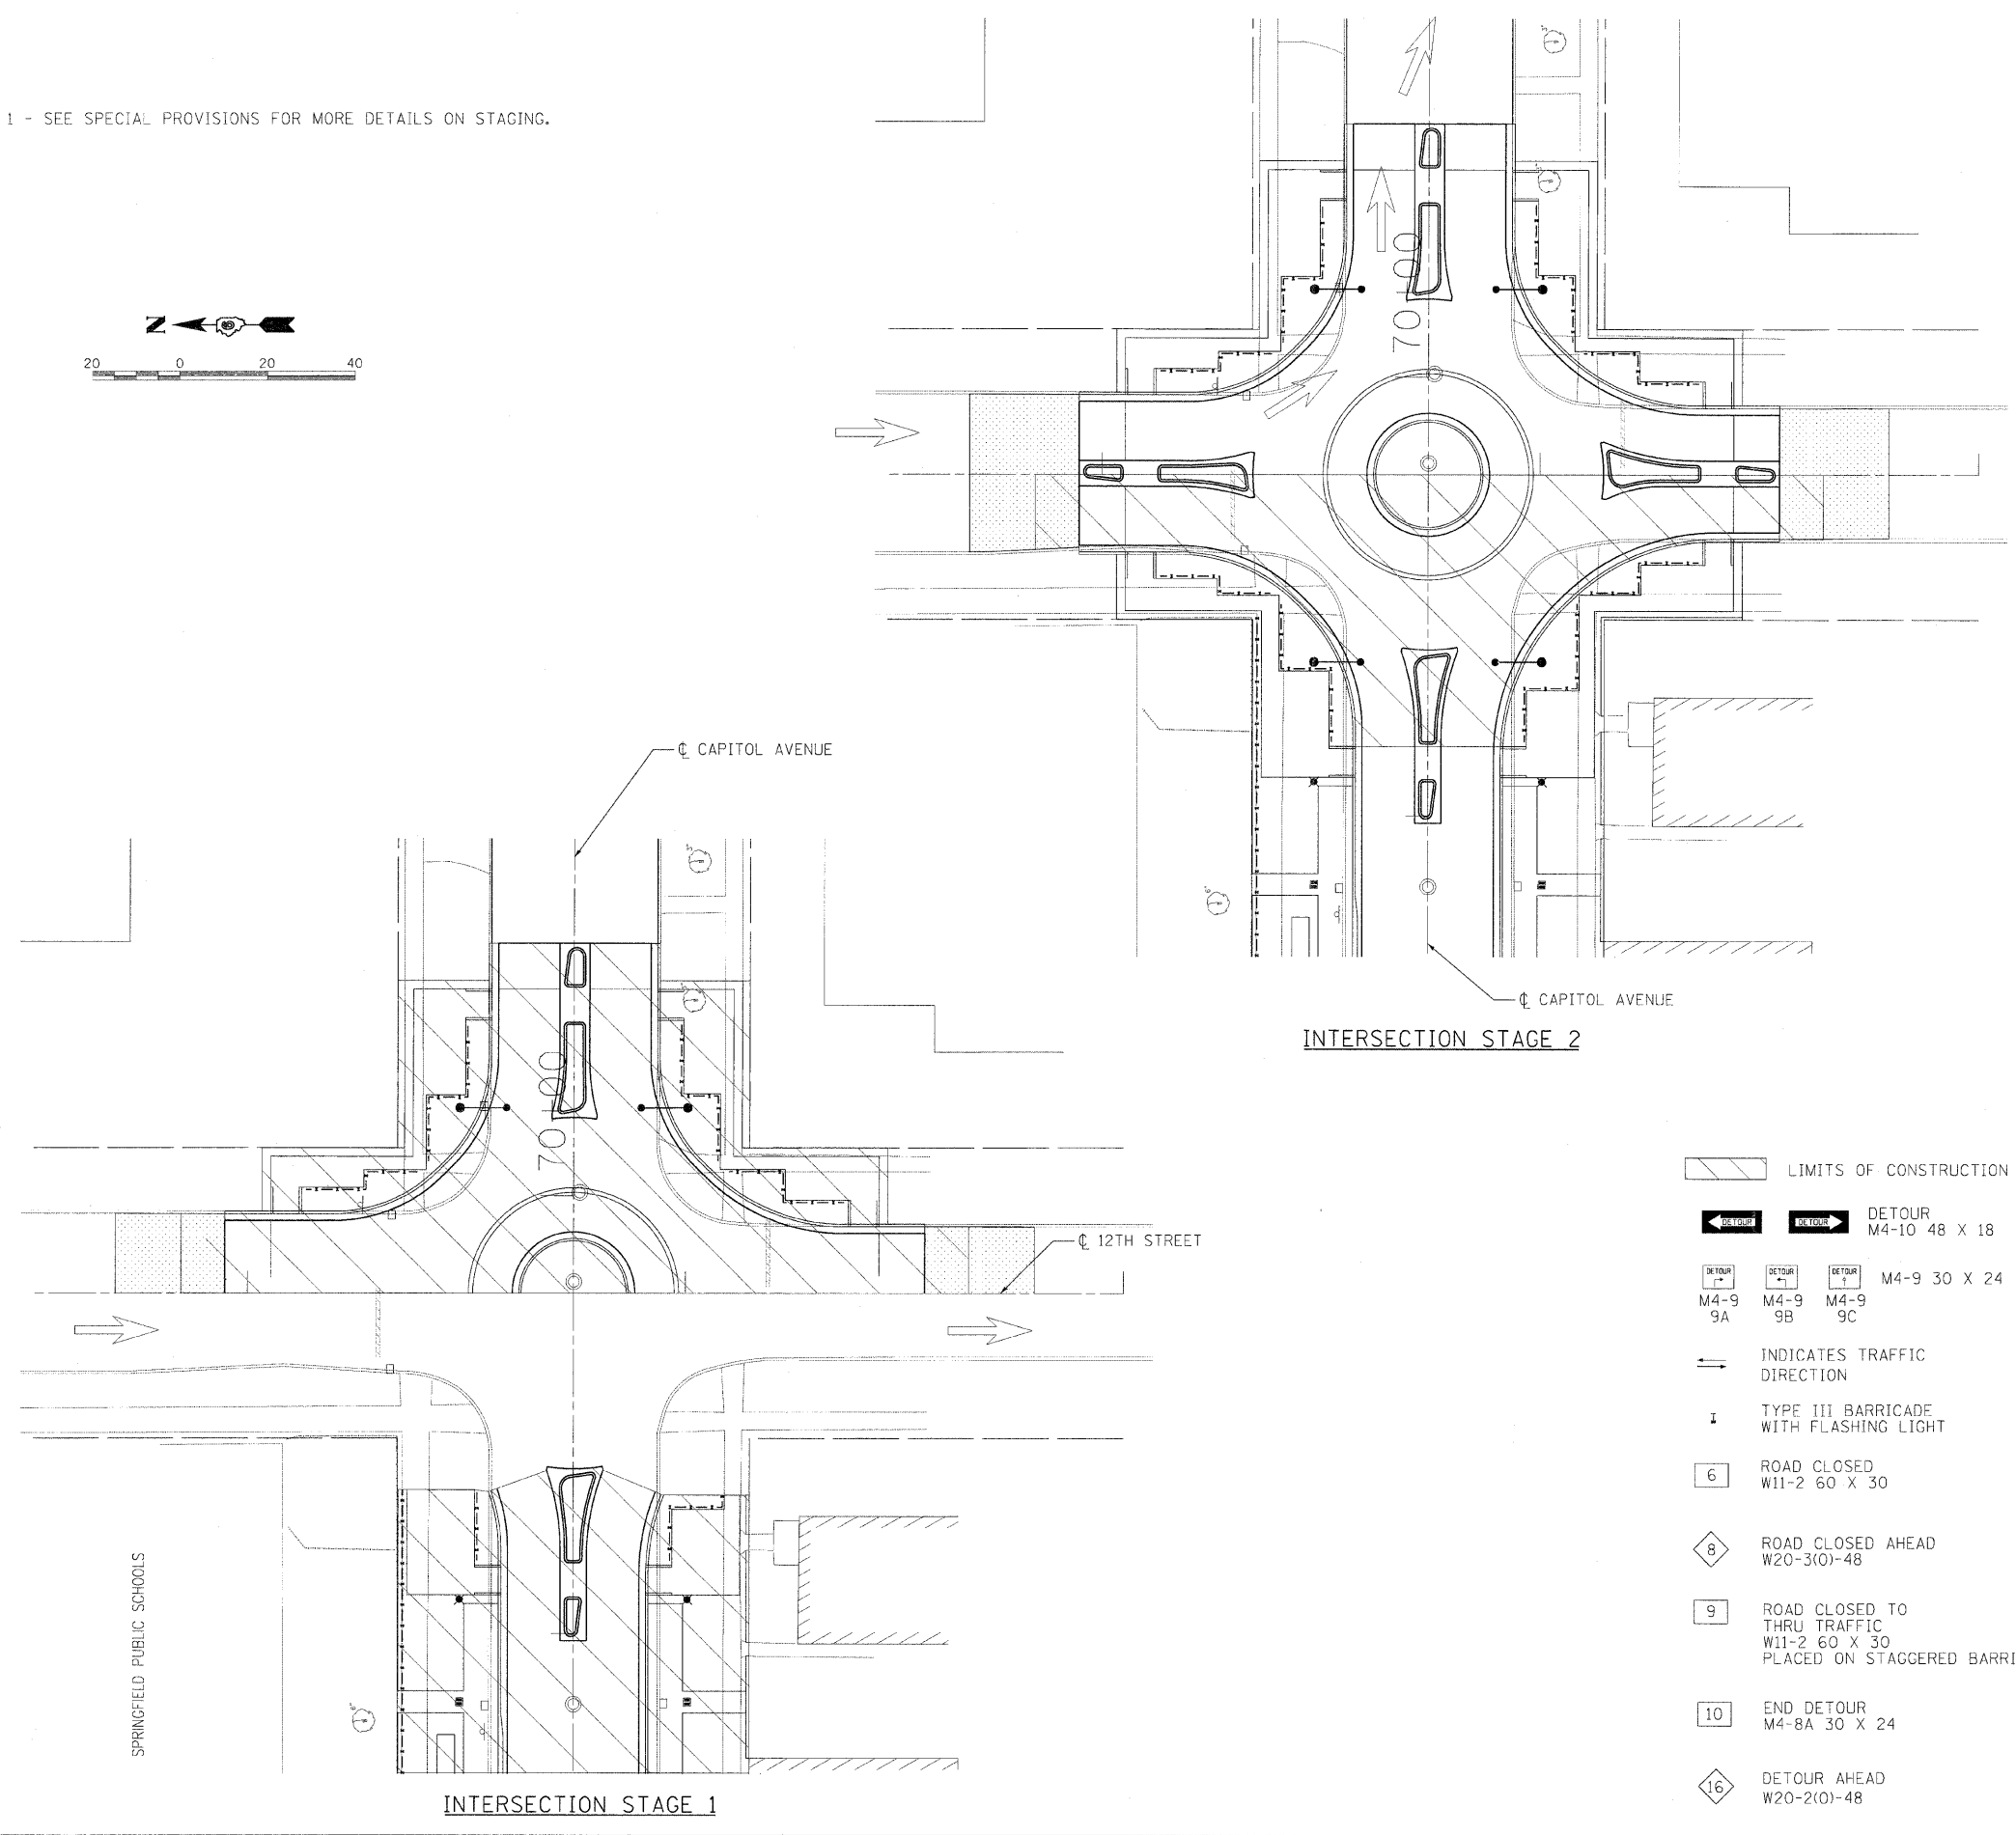 1 - SEE SPECIAL PROVISIONS FOR MORE DETAILS ON STAGING.
N
20 0 20 40
70 00
℄ CAPITOL AVENUE
INTERSECTION STAGE 2
℄ CAPITOL AVENUE
70 00
℄ 12TH STREET
SPRINGFIELD PUBLIC SCHOOLS
INTERSECTION STAGE 1
LIMITS OF CONSTRUCTION
DETOUR
DETOUR
DETOUR
M4-10 48 X 18
DETOUR
DETOUR
DETOUR
M4-9 30 X 24
M4-9
9A
M4-9
9B
M4-9
9C
INDICATES TRAFFIC
DIRECTION
TYPE III BARRICADE
WITH FLASHING LIGHT
6
ROAD CLOSED
W11-2 60 X 30
8
ROAD CLOSED AHEAD
W20-3(O)-48
9
ROAD CLOSED TO
THRU TRAFFIC
W11-2 60 X 30
PLACED ON STAGGERED BARRI
10
END DETOUR
M4-8A 30 X 24
16
DETOUR AHEAD
W20-2(O)-48